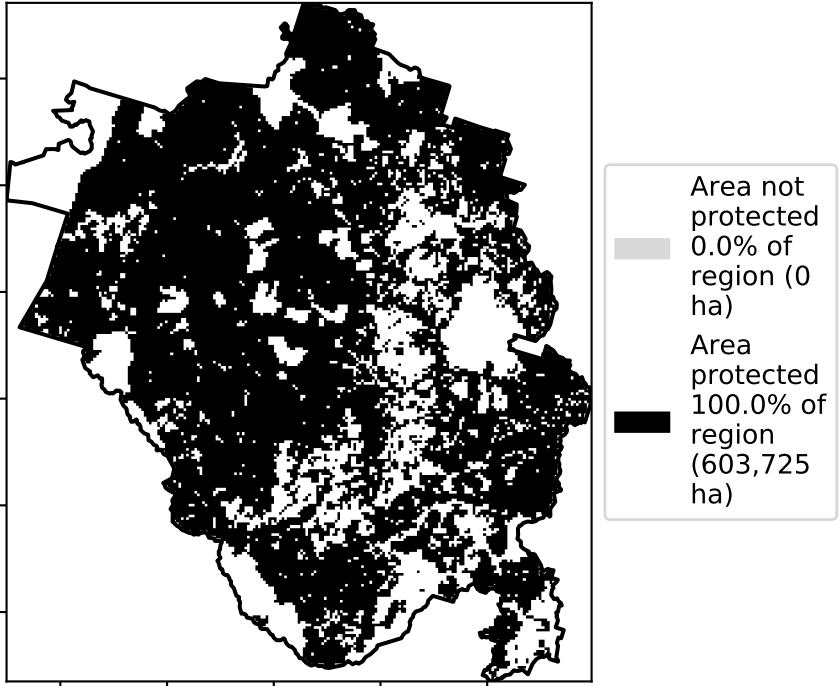 Area not
protected
0.0% of
region (0
ha)
Area
protected
100.0% of
region
(603,725
ha)